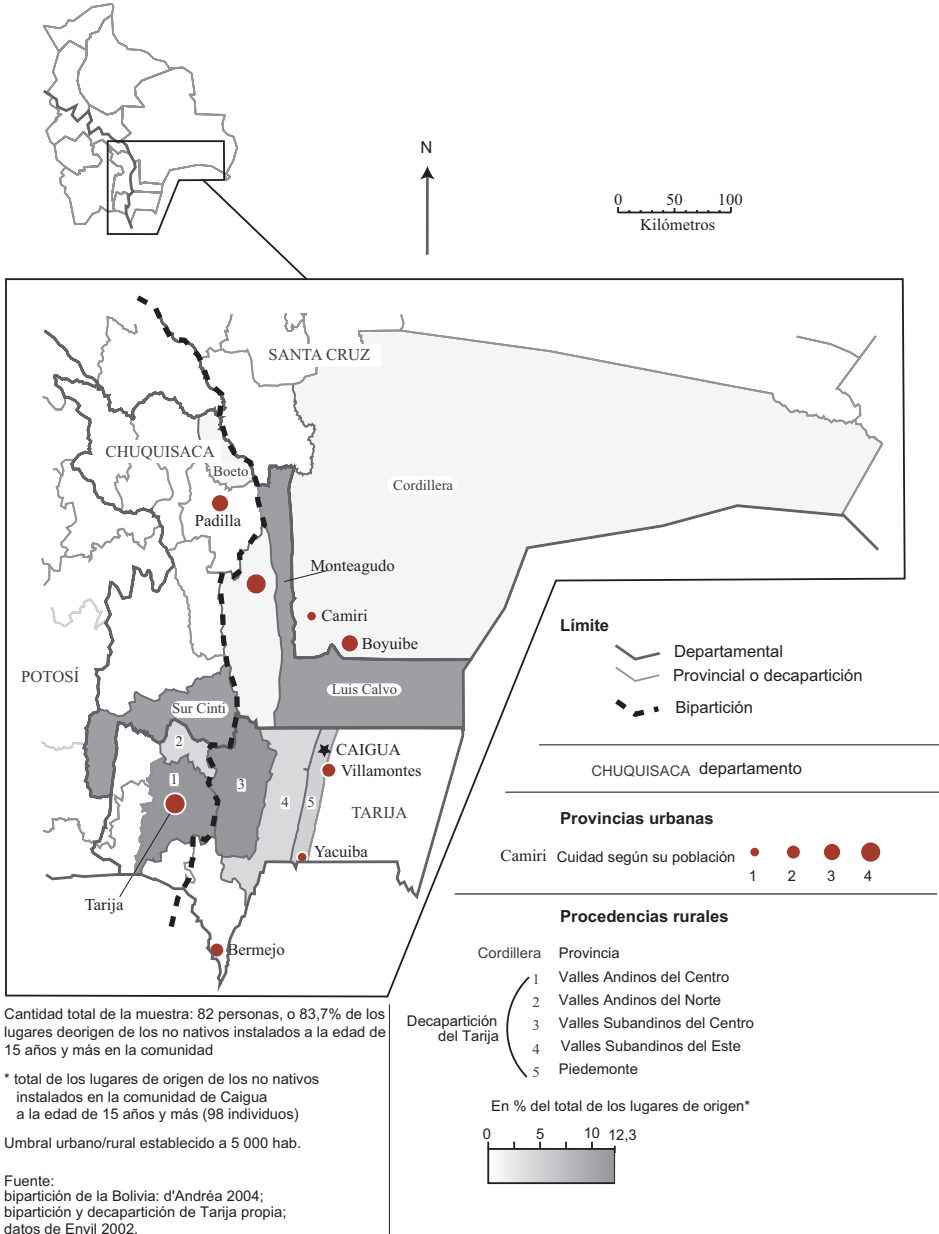 N
0 50 100
Kilómetros
SANTA CRUZ
CHUQUISACA
Boeto
Cordillera
Padilla
Monteagudo
Camiri
Boyuibe
POTOSÍ
Luis Calvo
Sur Cinti
2
CAIGUA
1
3
Villamontes
4
5
TARIJA
Yacuiba
Tarija
Bermejo
Límite
Departamental
Provincial o decapartición
Bipartición
CHUQUISACA departamento
Provincias urbanas
Camiri Cuidad según su población
1 2 3 4
Procedencias rurales
Cordillera Provincia
1 Valles Andinos del Centro
2 Valles Andinos del Norte
Decapartición
del Tarija
3 Valles Subandinos del Centro
4 Valles Subandinos del Este
5 Piedemonte
En % del total de los lugares de origen*
0 5 10 12,3
Cantidad total de la muestra: 82 personas, o 83,7% de los
lugares deorigen de los no nativos instalados a la edad de
15 años y más en la comunidad
* total de los lugares de origen de los no nativos
instalados en la comunidad de Caigua
a la edad de 15 años y más (98 individuos)
Umbral urbano/rural establecido a 5 000 hab.
Fuente:
bipartición de la Bolivia: d'Andréa 2004;
bipartición y decapartición de Tarija propia;
datos de Envil 2002.